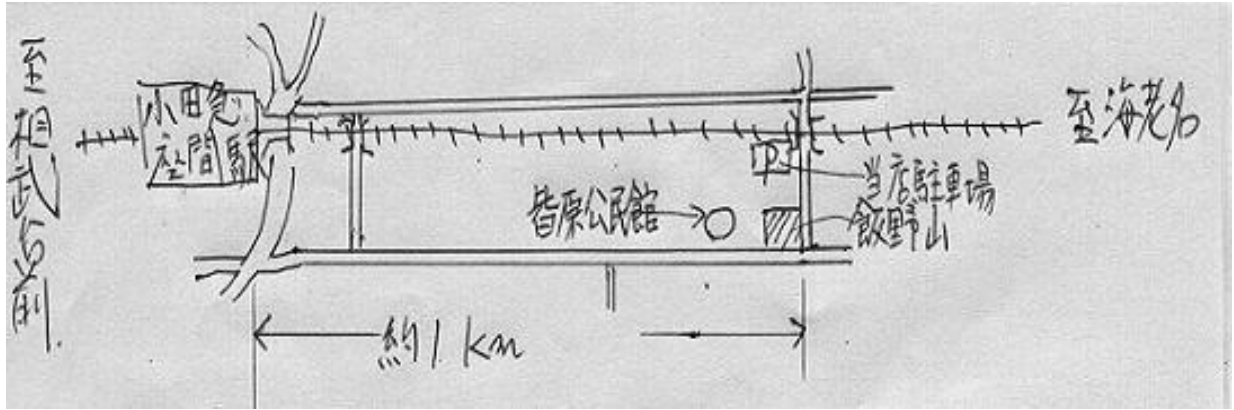 至相武台前
小田急
座間駅
至海老名
P
当店駐車場
皆原公民館
飯野山
約1km